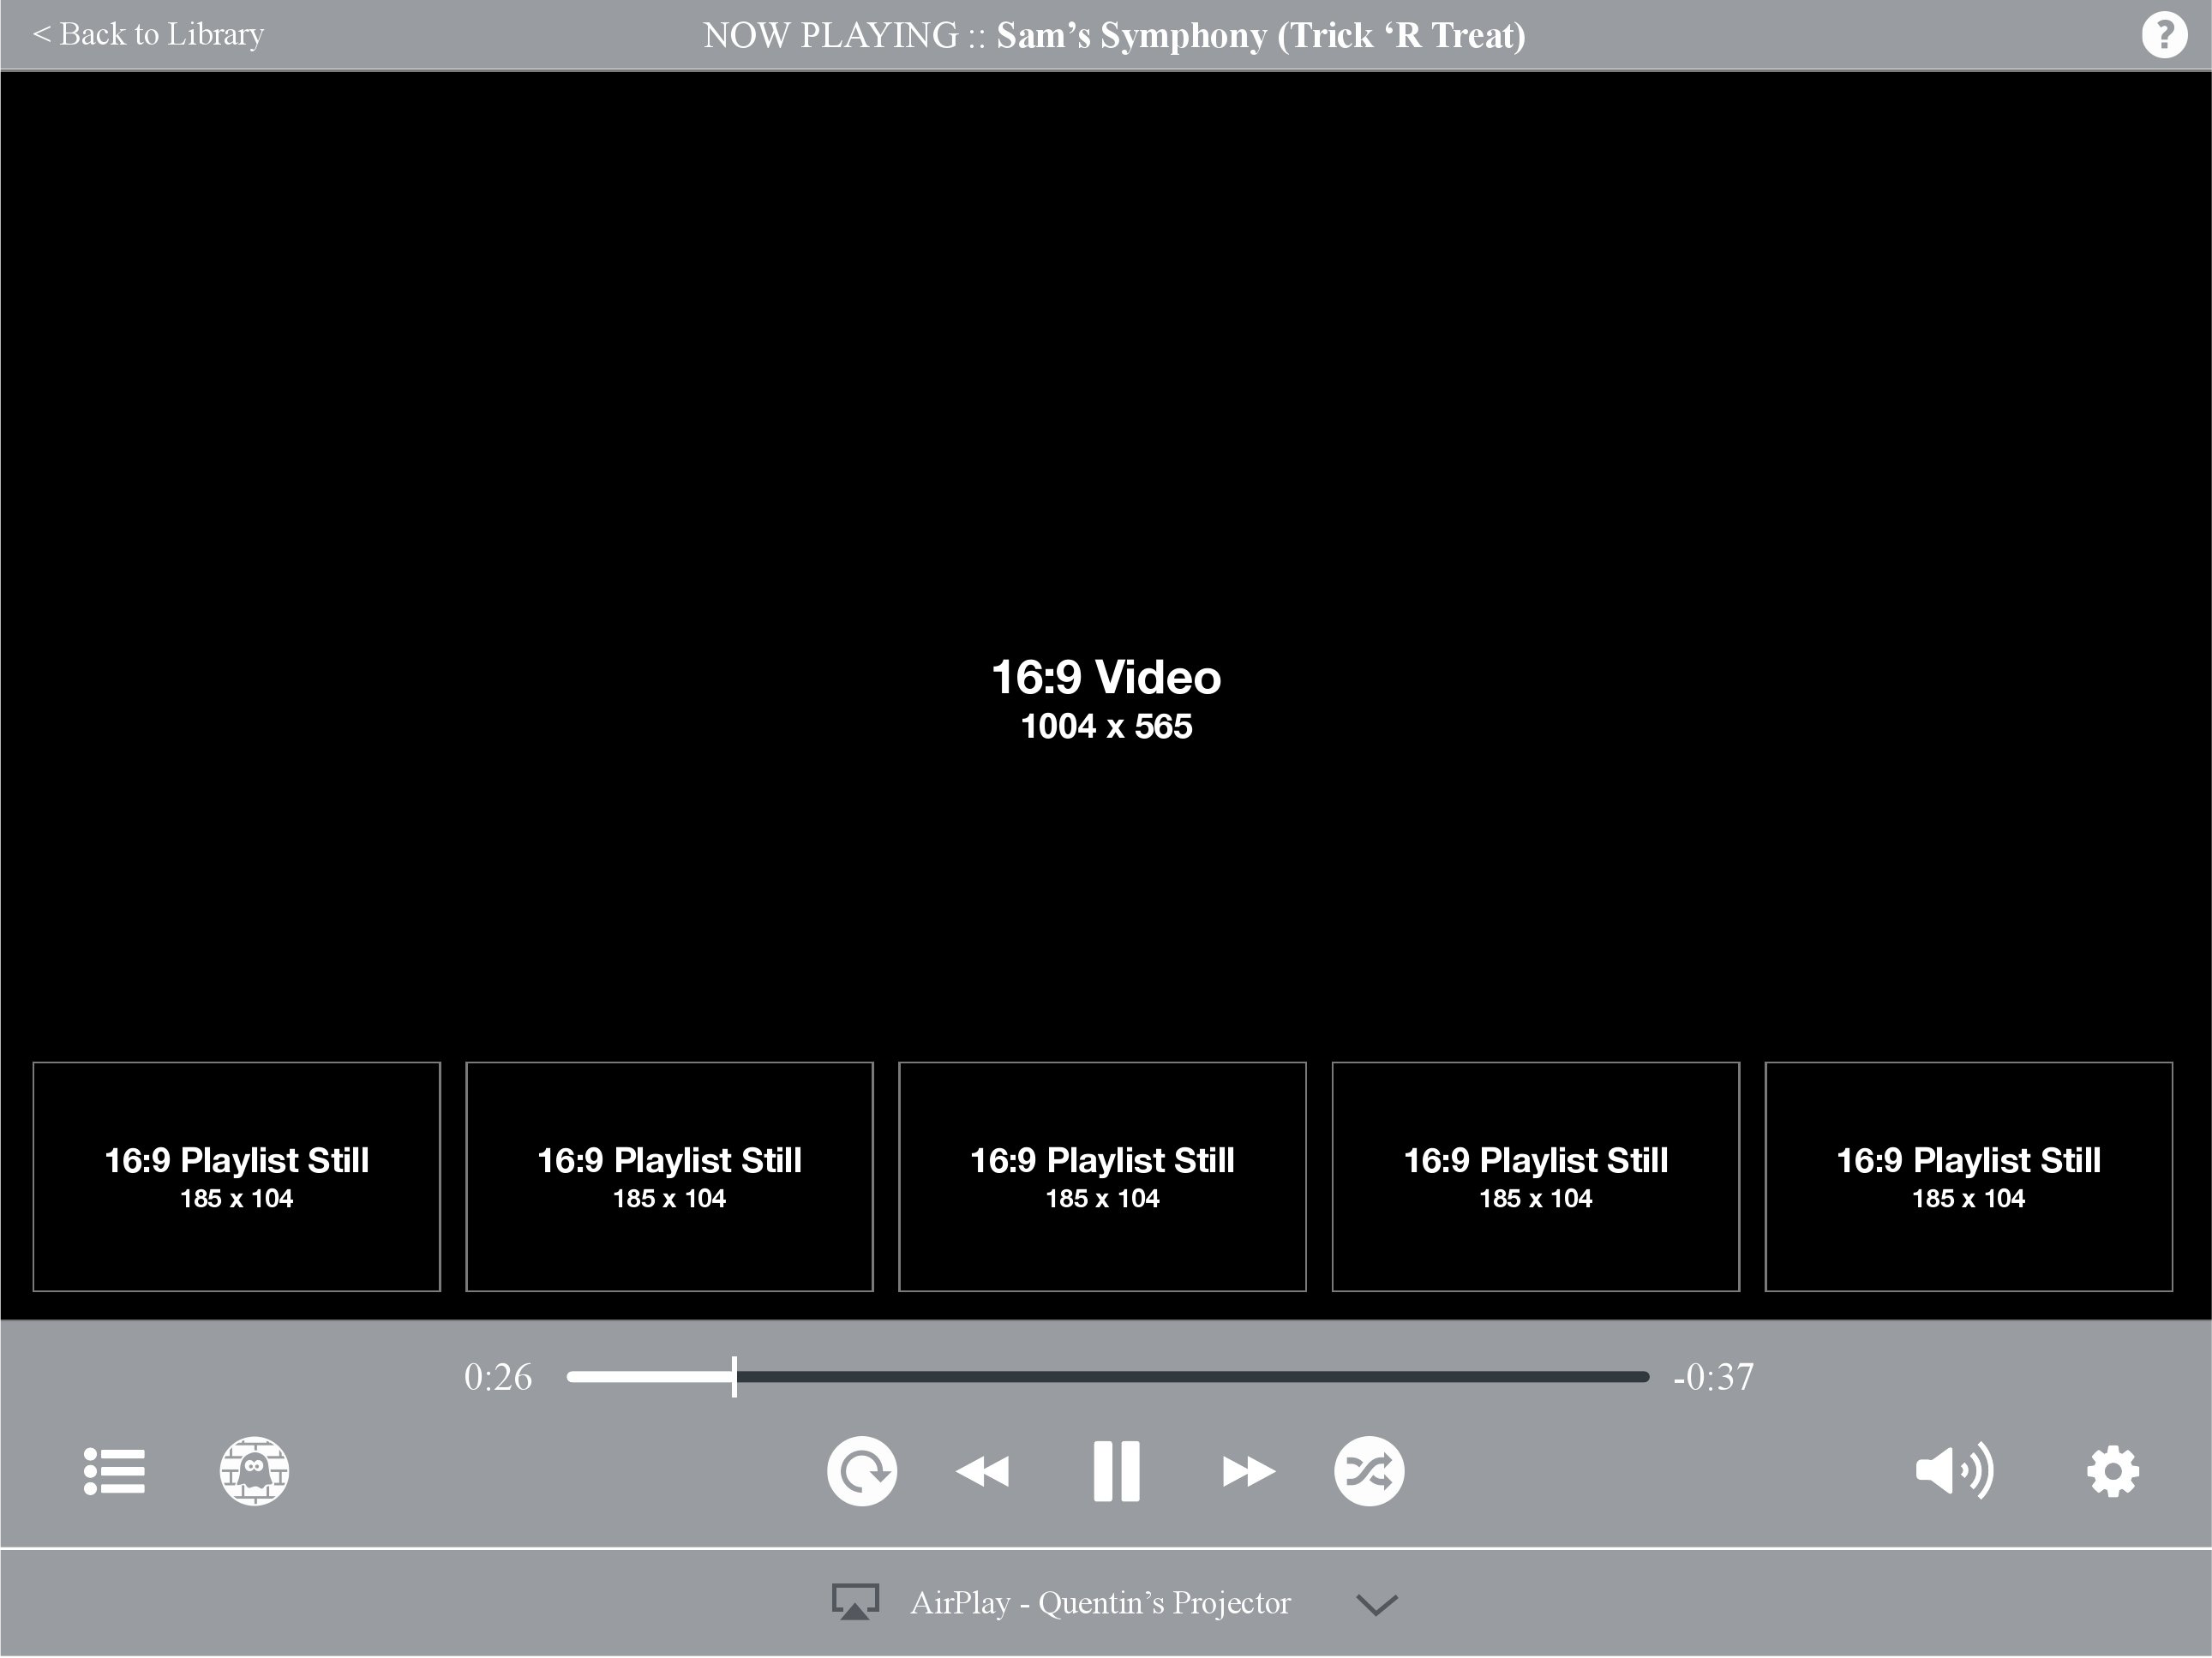 < Back to Library
NOW PLAYING :: Sam’s Symphony (Trick ‘R Treat)
?
16:9 Video
1004 x 565
16:9 Playlist Still
185 x 104
16:9 Playlist Still
185 x 104
16:9 Playlist Still
185 x 104
16:9 Playlist Still
185 x 104
16:9 Playlist Still
185 x 104
0:26
-0:37
AirPlay - Quentin’s Projector